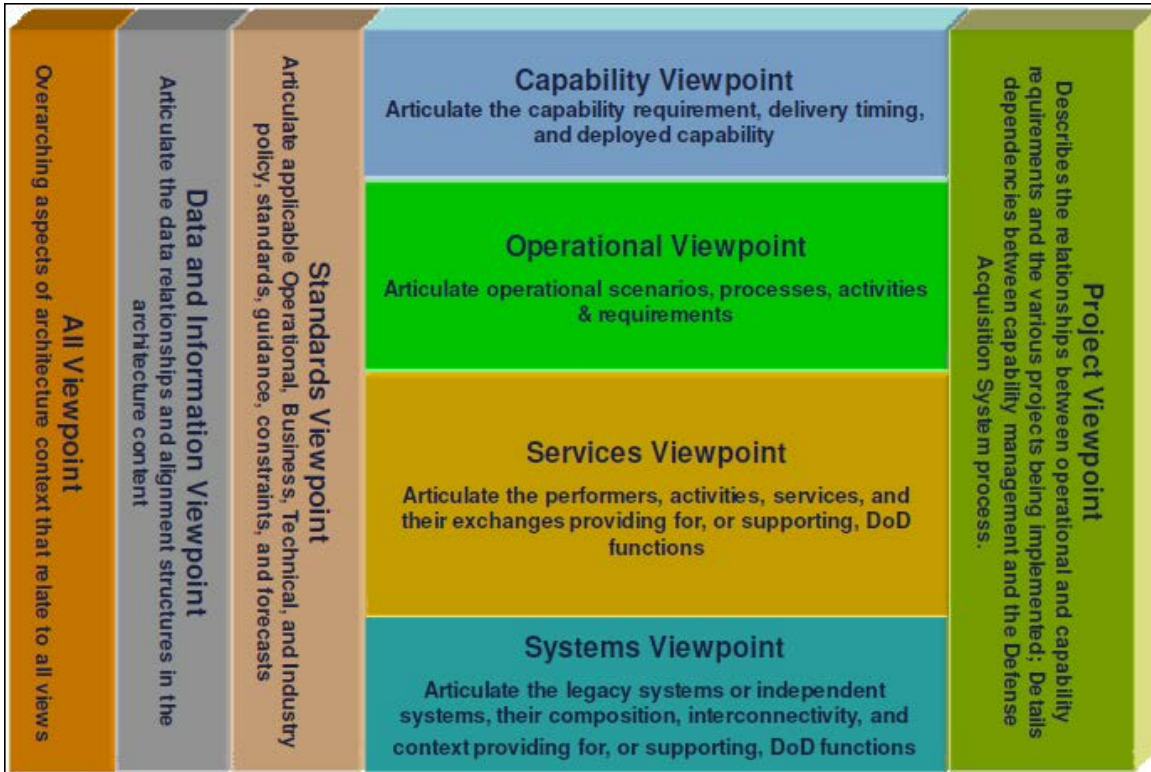 All Viewpoint
Overarching aspects of architecture context that relate to all views
Data and Information Viewpoint
Articulate the data relationships and alignment structures in the
architecture content
Standards Viewpoint
Articulate applicable Operational, Business, Technical, and Industry
policy, standards, guidance, constraints, and forecasts
Capability Viewpoint
Articulate the capability requirement, delivery timing,
and deployed capability
Operational Viewpoint
Articulate operational scenarios, processes, activities
& requirements
Services Viewpoint
Articulate the performers, activities, services, and
their exchanges providing for, or supporting, DoD
functions
Systems Viewpoint
Articulate the legacy systems or independent
systems, their composition, interconnectivity, and
context providing for, or supporting, DoD functions
Project Viewpoint
Describes the relationships between operational and capability
requirements and the various projects being implemented; Details
dependencies between capability management and the Defense
Acquisition System process.